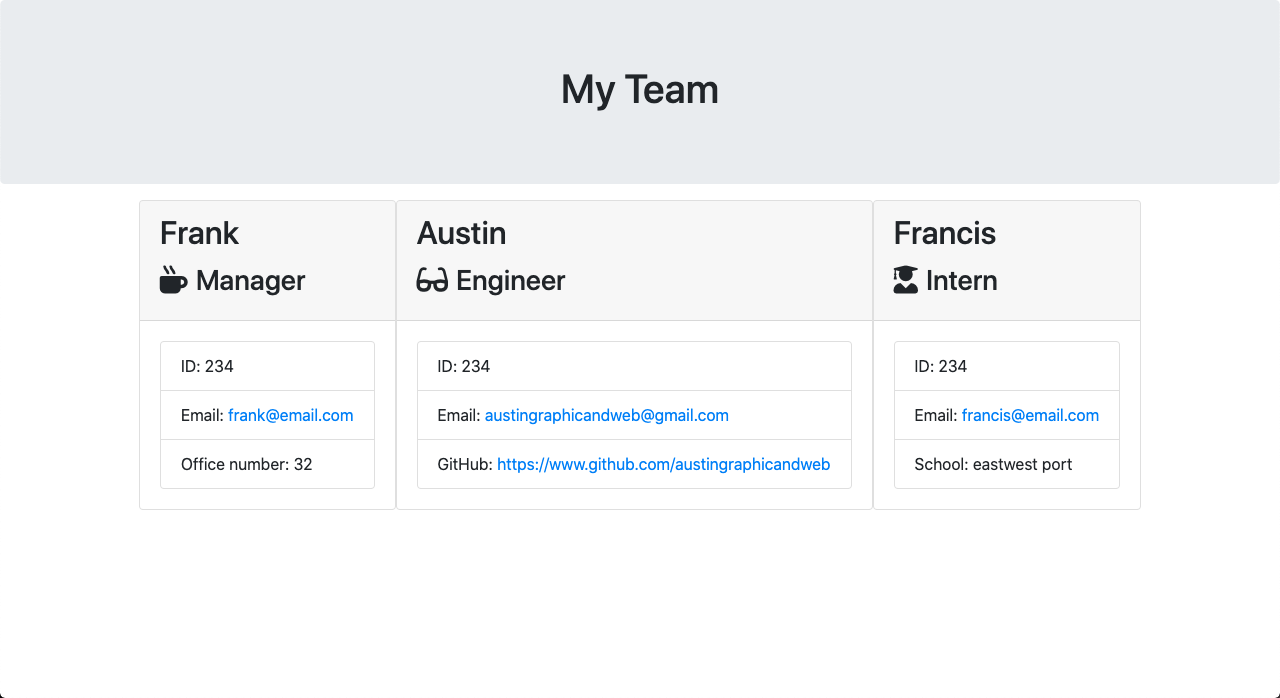 My Team
Frank
Manager
ID: 234
Email: frank@email.com
Office number: 32
Austin
Engineer
ID: 234
Email: austingraphicandweb@gmail.com
GitHub: https://www.github.com/austingraphicandweb
Francis
Intern
ID: 234
Email: francis@email.com
School: eastwest port